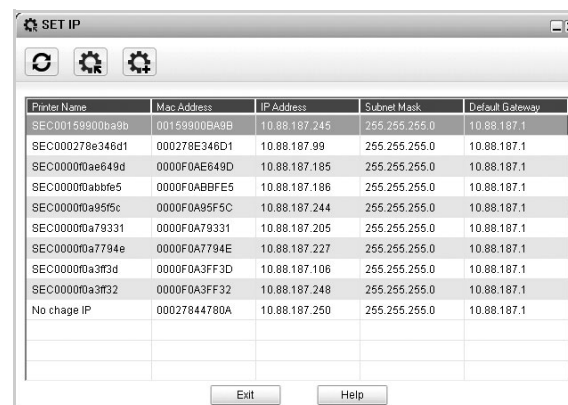 SET IP
Printer Name Mac Address IP Address Subnet Mask Default Gateway
SEC00159900ba9b 00159900BA9B 10.88.187.245 255.255.255.0 10.88.187.1
SEC000278e346d1 000278E346D1 10.88.187.99 255.255.255.0 10.88.187.1
SEC0000f0ae649d 0000F0AE649D 10.88.187.185 255.255.255.0 10.88.187.1
SEC0000f0abbfe5 0000F0ABBFE5 10.88.187.186 255.255.255.0 10.88.187.1
SEC0000f0a95f5c 0000F0A95F5C 10.88.187.244 255.255.255.0 10.88.187.1
SEC0000f0a79331 0000F0A79331 10.88.187.205 255.255.255.0 10.88.187.1
SEC0000f0a7794e 0000F0A7794E 10.88.187.227 255.255.255.0 10.88.187.1
SEC0000f0a3ff3d 0000F0A3FF3D 10.88.187.106 255.255.255.0 10.88.187.1
SEC0000f0a3ff32 0000F0A3FF32 10.88.187.248 255.255.255.0 10.88.187.1
No chage IP 00027844780A 10.88.187.250 255.255.255.0 10.88.187.1
Exit Help